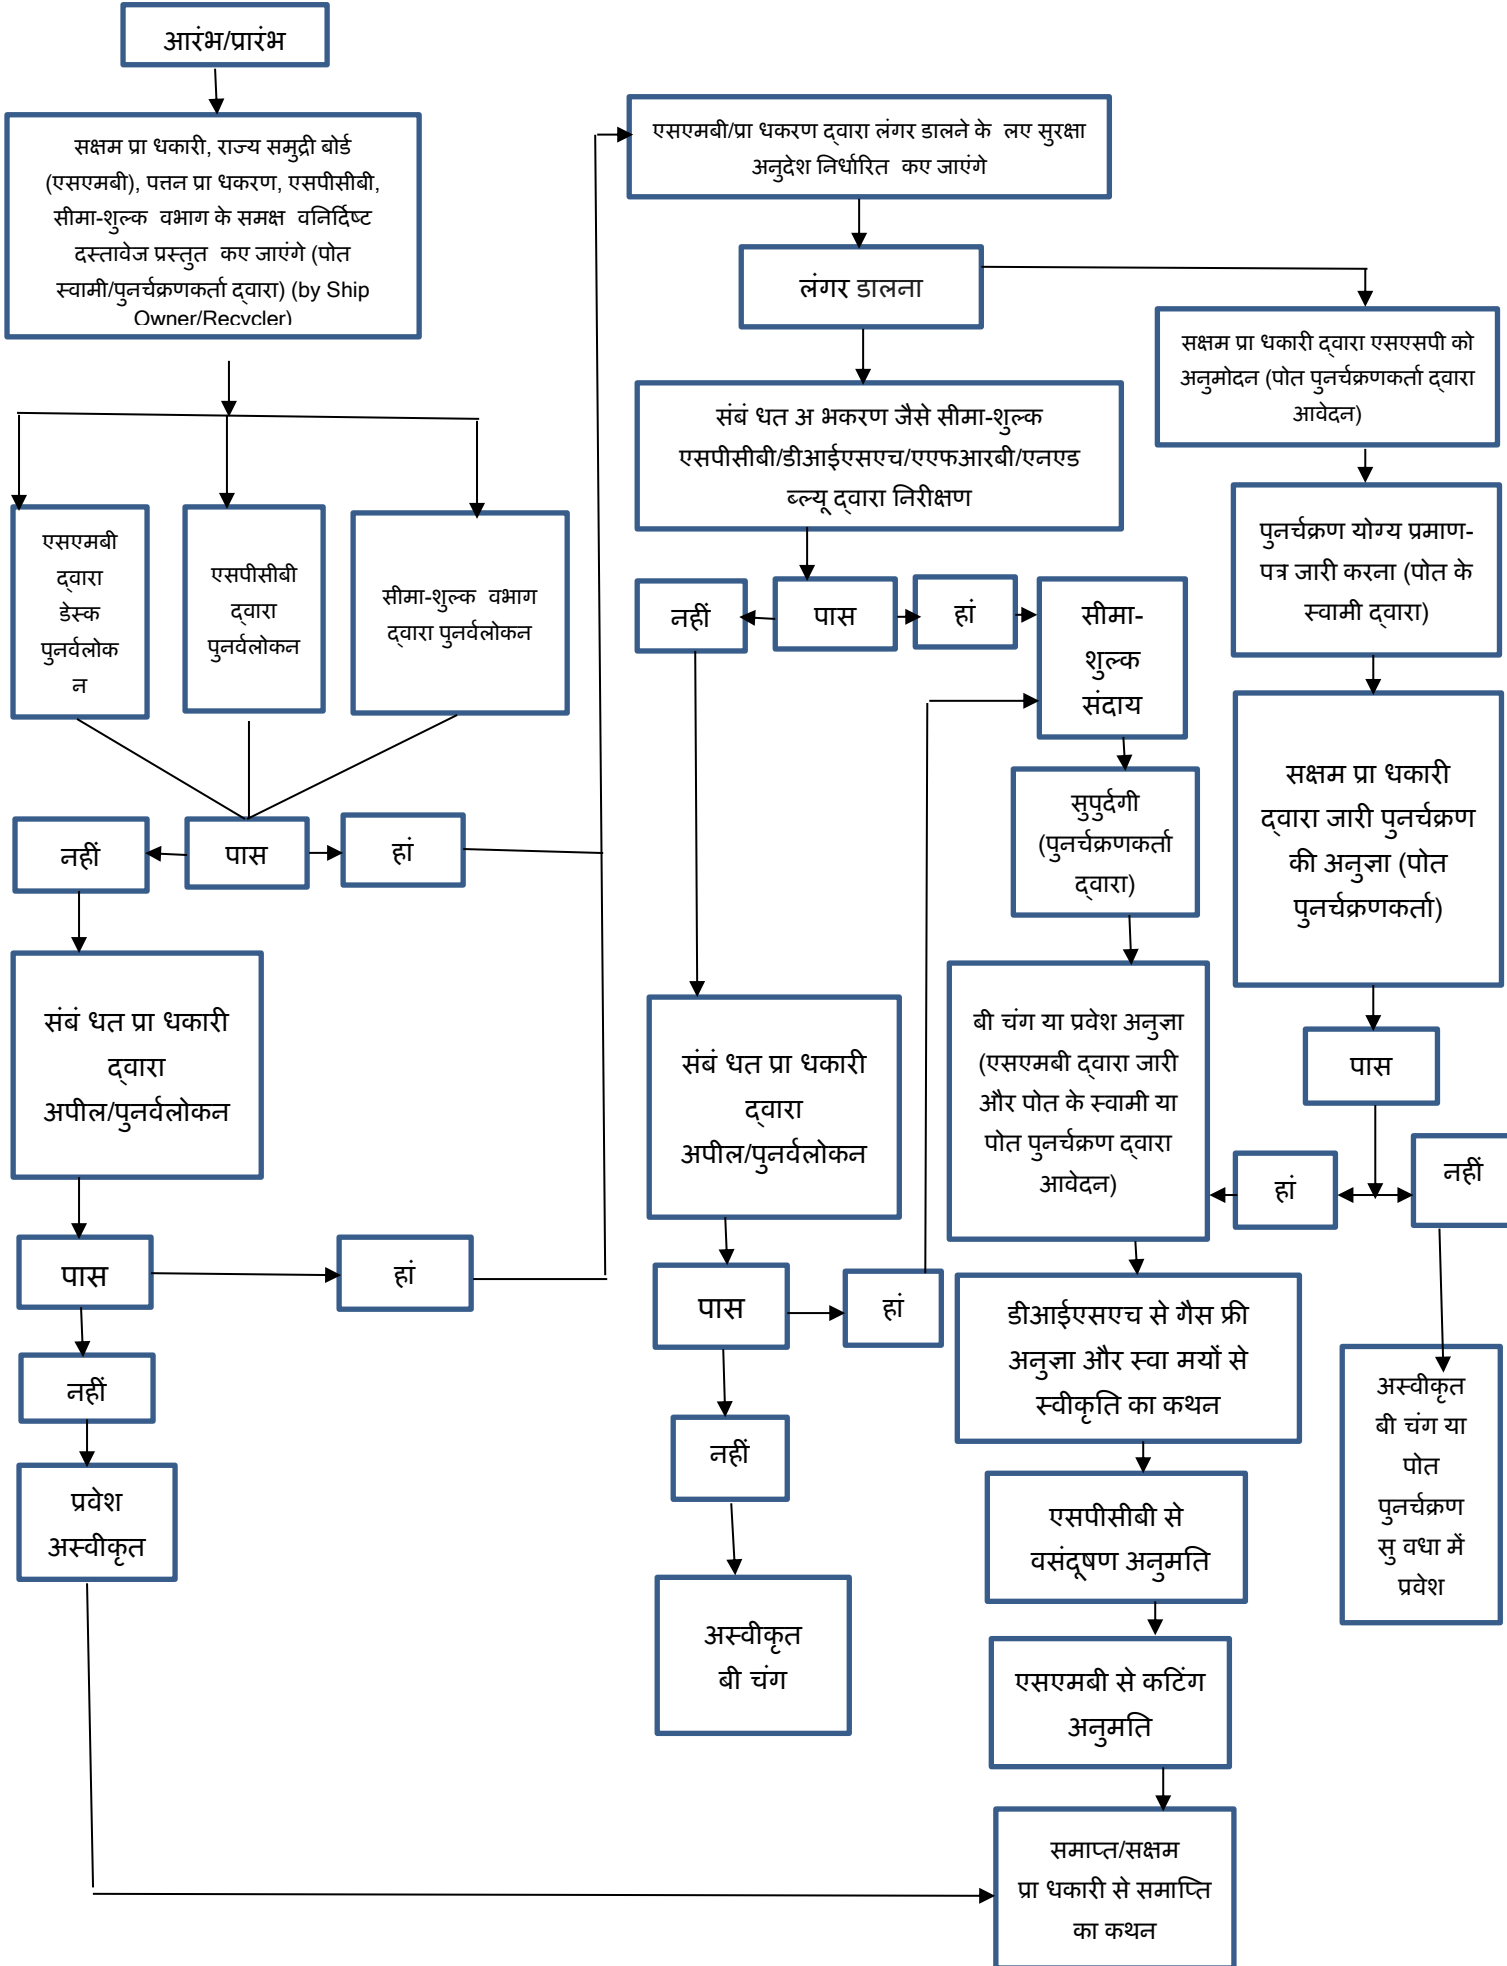 आरंभ/प्रारंभ
सक्षम प्रा धकारी, राज्य समुद्री बोर्ड
(एसएमबी), पत्तन प्रा धकरण, एसपीसीबी,
सीमा-शुल्क वभाग के समक्ष वनिर्दिष्ट
दस्तावेज प्रस्तुत कए जाएंगे (पोत
स्वामी/पुनर्चक्रणकर्ता द्वारा) (by Ship
Owner/Recycler)
एसएमबी
द्वारा
डेस्क
पुनर्वलोक
न
एसपीसीबी
द्वारा
पुनर्वलोकन
सीमा-शुल्क वभाग
द्वारा पुनर्वलोकन
नहीं
पास
हां
संबं धत प्रा धकारी
द्वारा
अपील/पुनर्वलोकन
पास
हां
नहीं
प्रवेश
अस्वीकृत
एसएमबी/प्रा धकरण द्वारा लंगर डालने के लए सुरक्षा
अनुदेश निर्धारित कए जाएंगे
लंगर डालना
संबं धत अ भकरण जैसे सीमा-शुल्क
एसपीसीबी/डीआईएसएच/एएफआरबी/एनएड
ब्ल्यू द्वारा निरीक्षण
नहीं
पास
हां
सीमा-
शुल्क
संदाय
सुपुर्दगी
(पुनर्चक्रणकर्ता
द्वारा)
संबं धत प्रा धकारी
द्वारा
अपील/पुनर्वलोकन
पास
हां
नहीं
अस्वीकृत
बी चंग
बी चंग या प्रवेश अनुज्ञा
(एसएमबी द्वारा जारी
और पोत के स्वामी या
पोत पुनर्चक्रण द्वारा
आवेदन)
डीआईएसएच से गैस फ्री
अनुज्ञा और स्वा मयों से
स्वीकृति का कथन
एसपीसीबी से
वसंदूषण अनुमति
एसएमबी से कटिंग
अनुमति
समाप्त/सक्षम
प्रा धकारी से समाप्ति
का कथन
सक्षम प्रा धकारी द्वारा एसएसपी को
अनुमोदन (पोत पुनर्चक्रणकर्ता द्वारा
आवेदन)
पुनर्चक्रण योग्य प्रमाण-
पत्र जारी करना (पोत के
स्वामी द्वारा)
सक्षम प्रा धकारी
द्वारा जारी पुनर्चक्रण
की अनुज्ञा (पोत
पुनर्चक्रणकर्ता)
पास
हां
नहीं
अस्वीकृत
बी चंग या
पोत
पुनर्चक्रण
सु वधा में
प्रवेश